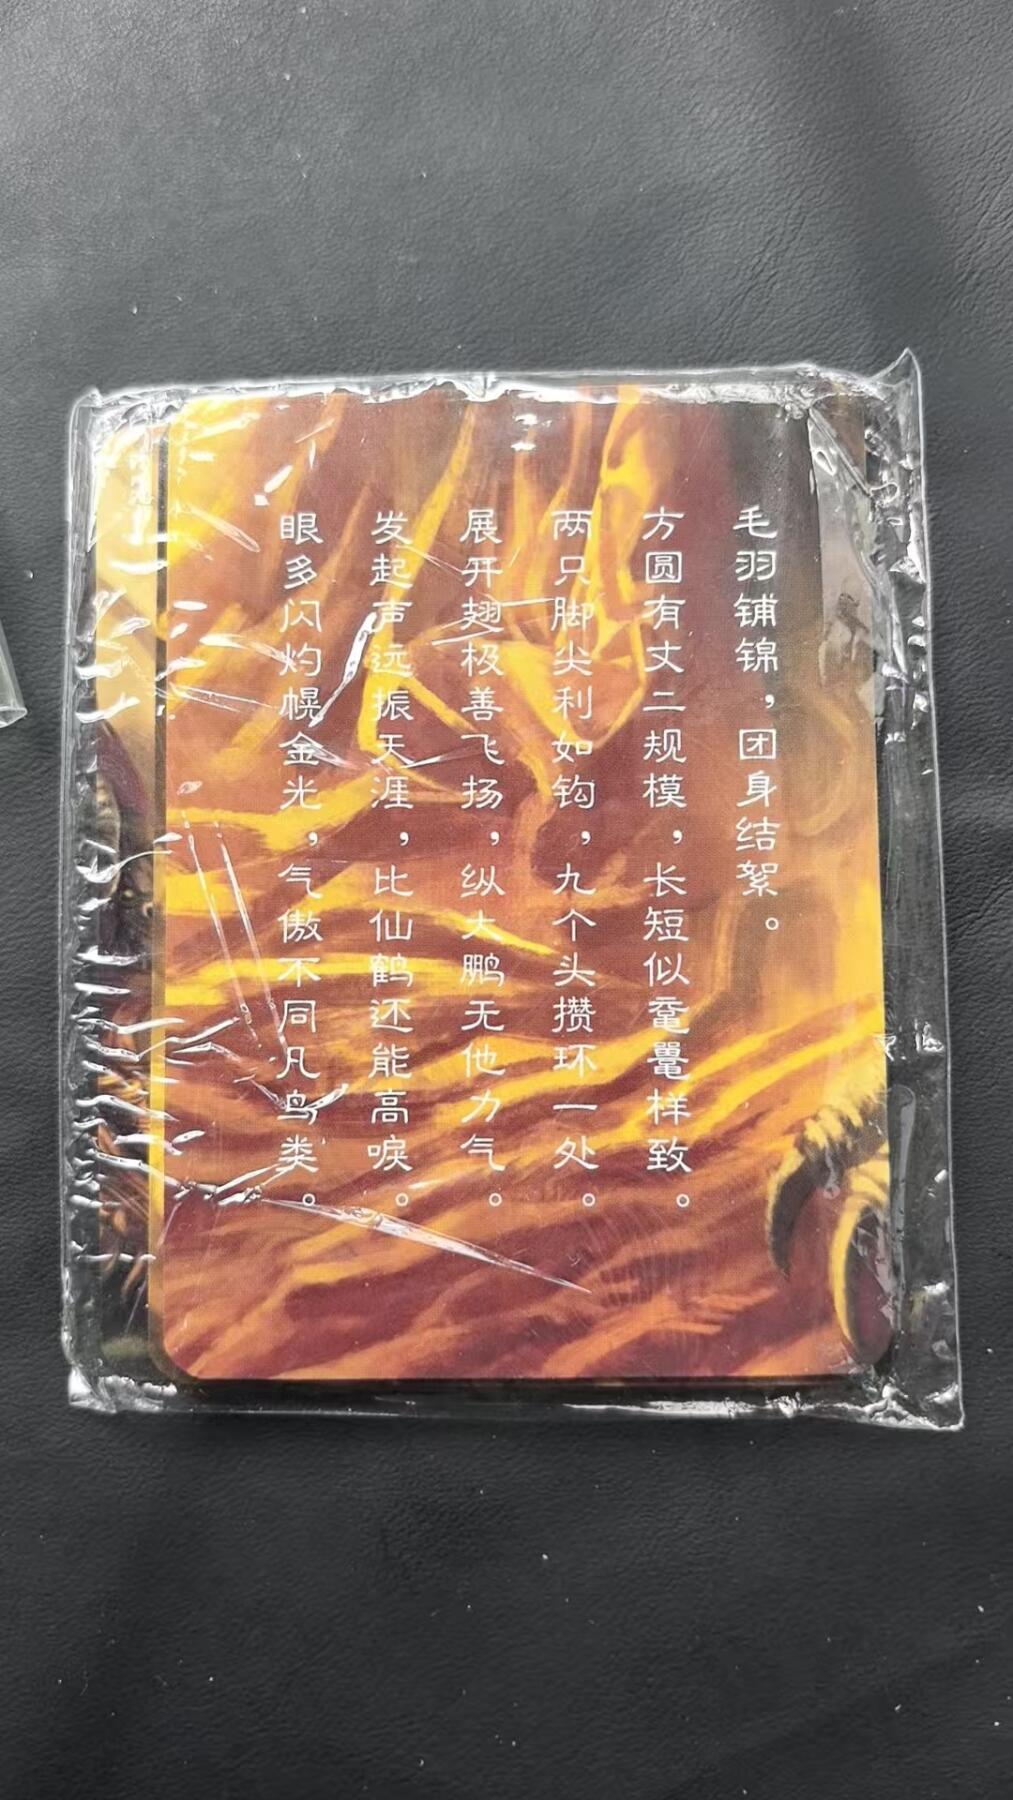 毛羽铺锦，团身结絮。
方圆有丈二规模，长短似鼋鼍样致。
两只脚尖利如钩，九个头攒环一处。
展开翅极善飞扬，纵大鹏无他力气。
发起声远振天涯，比仙鹤还能高唳。
眼多闪灼幌金光，气傲不同凡鸟类。